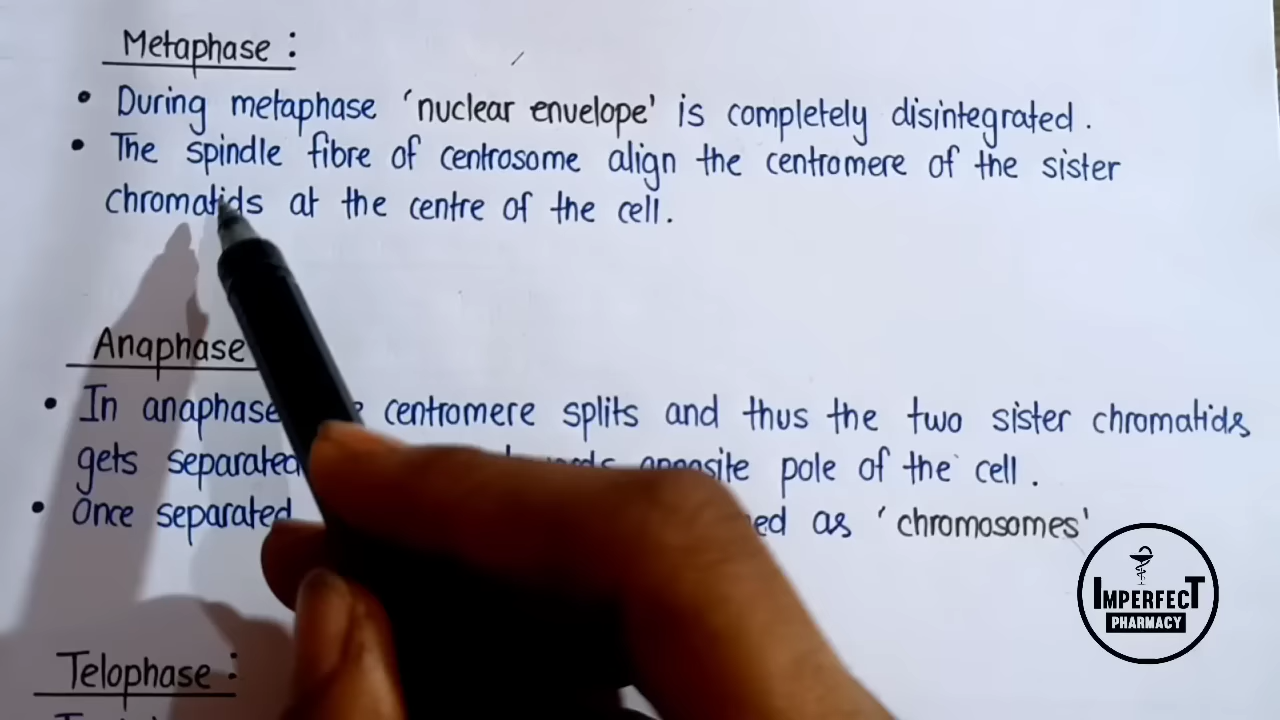 Metaphase :
• During metaphase 'nuclear envelope' is completely disintegrated .
• The spindle fibre of centrosome align the centromere of the sister
chromatids at the centre of the cell .
Anaphase
• In anaphase centromere splits and thus the two sister chromatids
gets separated opposite pole of the cell .
• Once separated as 'chromosomes'
IMPERFECT
PHARMACY
Telophase :